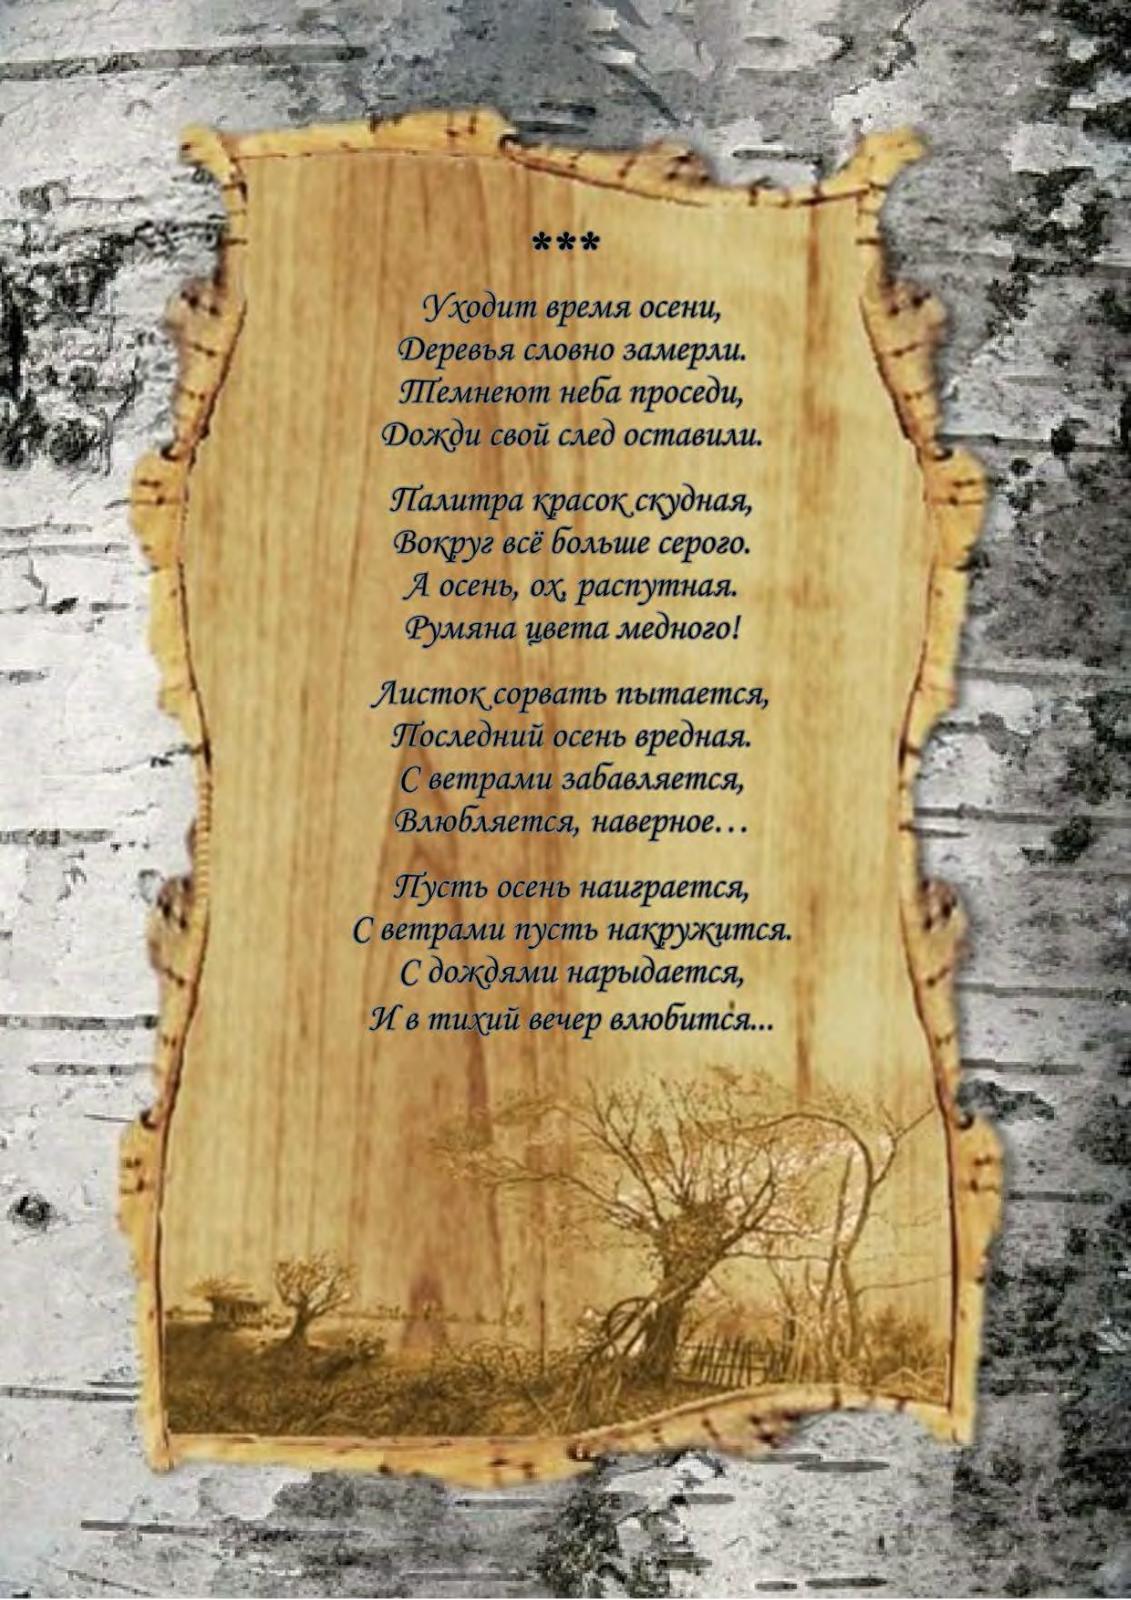 ***
Уходит время осени,
Деревья словно замерли.
Темнеют неба проседи,
Дожди свой след оставили.
Палитра красок скудная,
Вокруг всё больше серого.
А осень, ох, распутная.
Румяна цвета медного!
Листок сорвать пытается,
Последний осень вредная.
С ветрами забавляется,
Влюбляется, наверное…
Пусть осень наиграется,
С ветрами пусть накружится.
С дождями нарыдается,
И в тихий вечер влюбится...